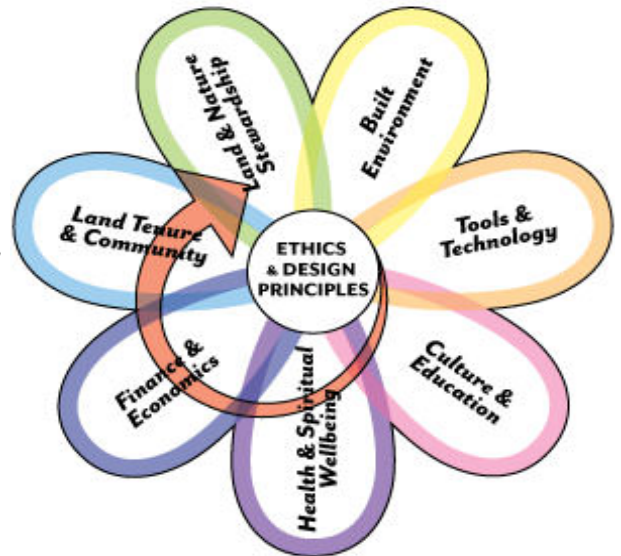 Land & Nature
Stewardship
Built
Environment
Tools &
Technology
Culture &
Education
Health & Spiritual
Wellbeing
Finance &
Economics
Land Tenure
& Community
ETHICS
& DESIGN
PRINCIPLES